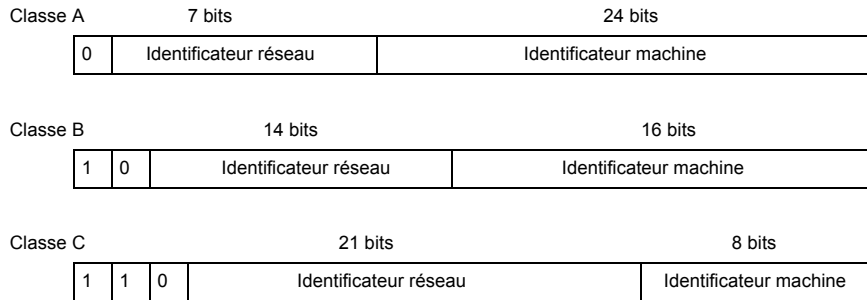 Classe A 7 bits 24 bits
0 Identificateur réseau Identificateur machine
Classe B 14 bits 16 bits
1 0 Identificateur réseau Identificateur machine
Classe C 21 bits 8 bits
1 1 0 Identificateur réseau Identificateur machine